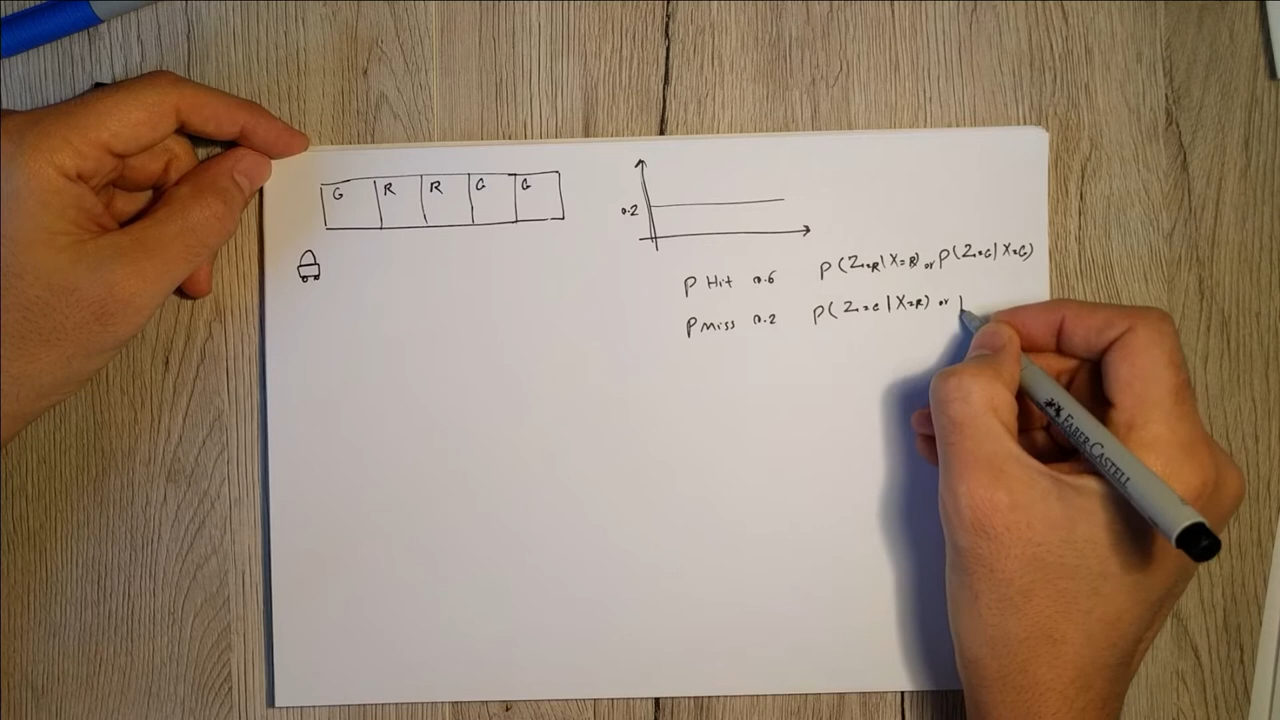 G R R G G
0.2
P Hit 0.6 P(Z=R|X=R) or P(Z=G|X=G)
P Miss 0.2 P(Z=G|X=R) or
FABER-CASTELL